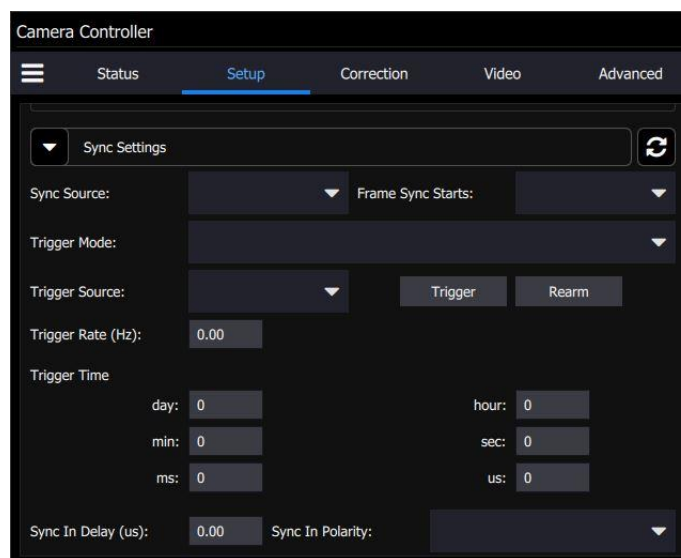 Camera Controller
Status Setup Correction Video Advanced
Sync Settings
Sync Source: Frame Sync Starts:
Trigger Mode:
Trigger Source: Trigger Rearm
Trigger Rate (Hz): 0.00
Trigger Time
day: 0 hour: 0
min: 0 sec: 0
ms: 0 us: 0
Sync In Delay (us): 0.00 Sync In Polarity: